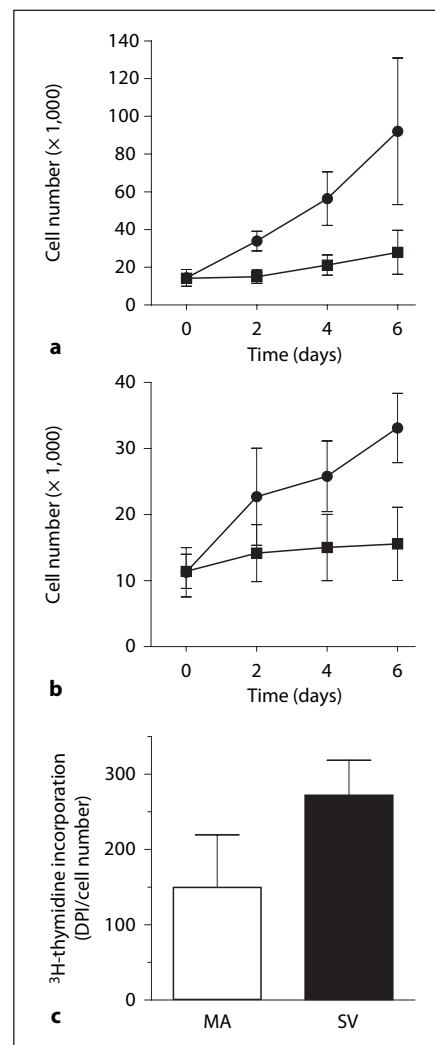 140
120
100
80
60
40
20
0
Cell number (× 1,000)
0 2 4 6
Time (days)
a
40
30
20
10
0
Cell number (× 1,000)
0 2 4 6
Time (days)
b
300
200
100
0
³H-thymidine incorporation
(DPI/cell number)
MA SV
c